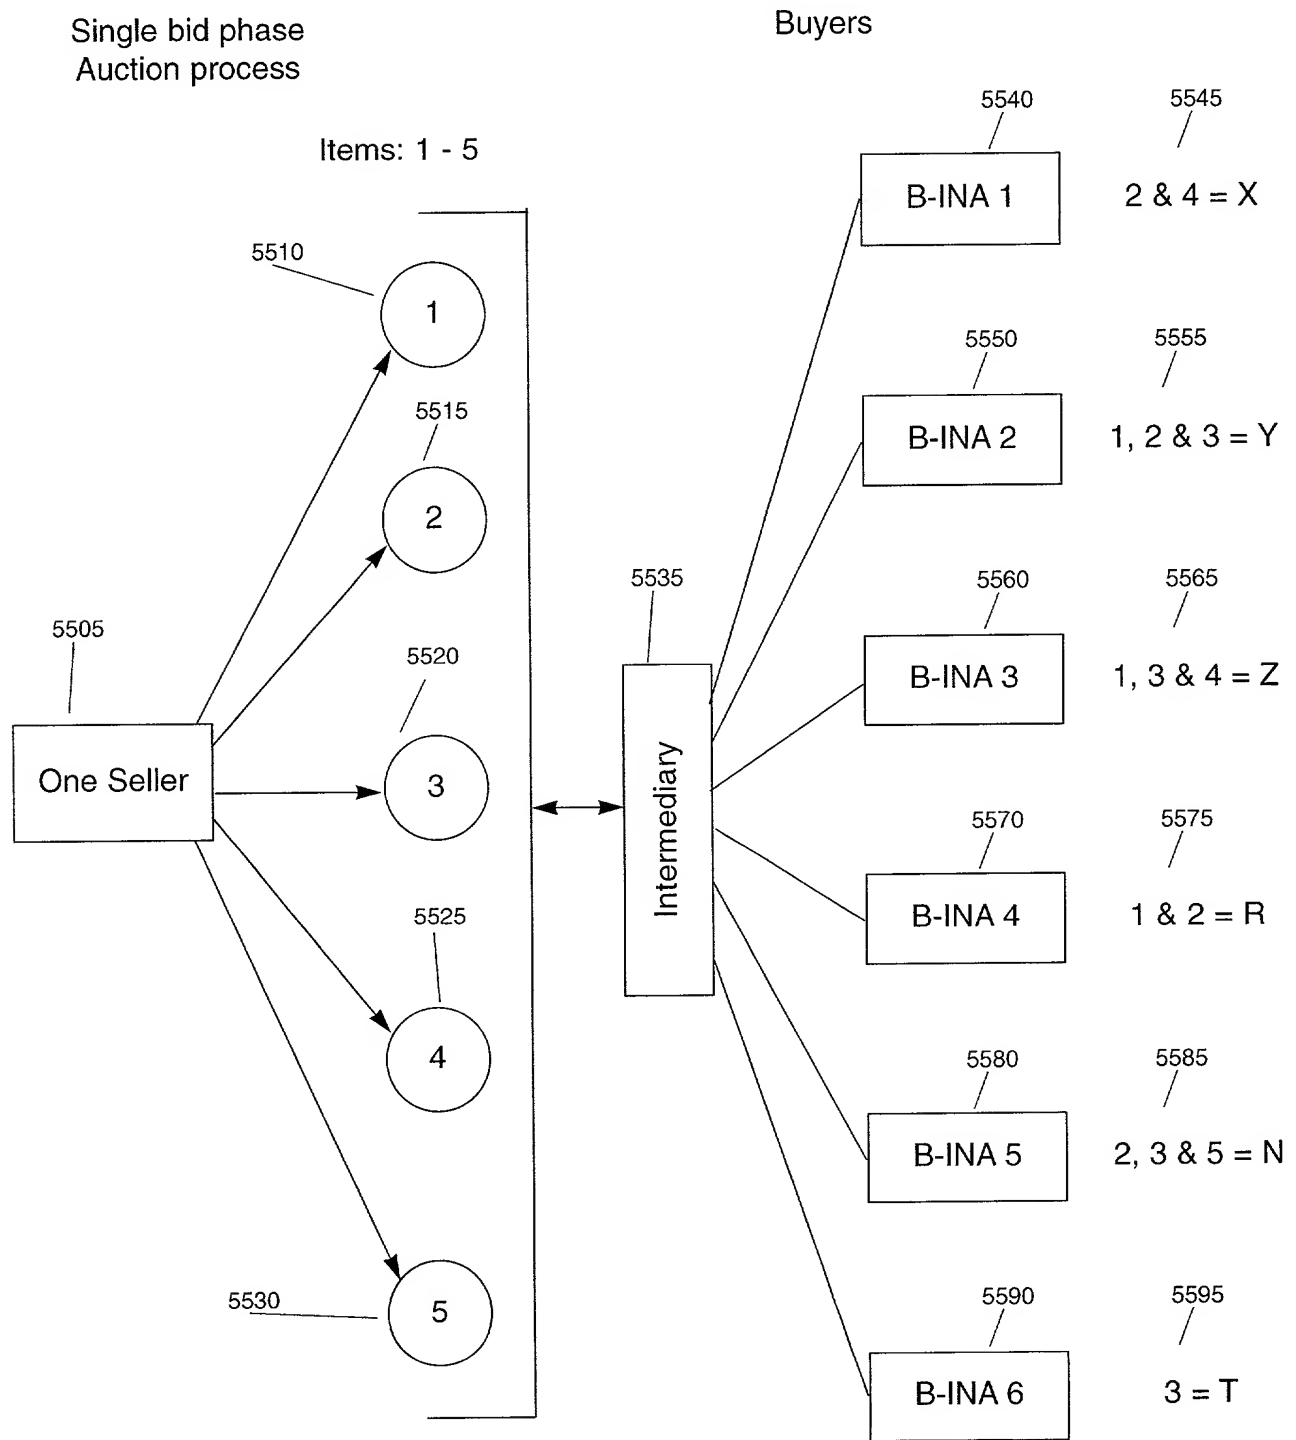 Single bid phase
Auction process
Buyers
Items: 1 - 5
5540
5545
B-INA 1
2 & 4 = X
5510
1
5550
5555
B-INA 2
1, 2 & 3 = Y
5515
2
5535
5560
5565
B-INA 3
1, 3 & 4 = Z
5505
One Seller
5520
3
Intermediary
5570
5575
B-INA 4
1 & 2 = R
5525
4
5580
5585
B-INA 5
2, 3 & 5 = N
5530
5
5590
5595
B-INA 6
3 = T